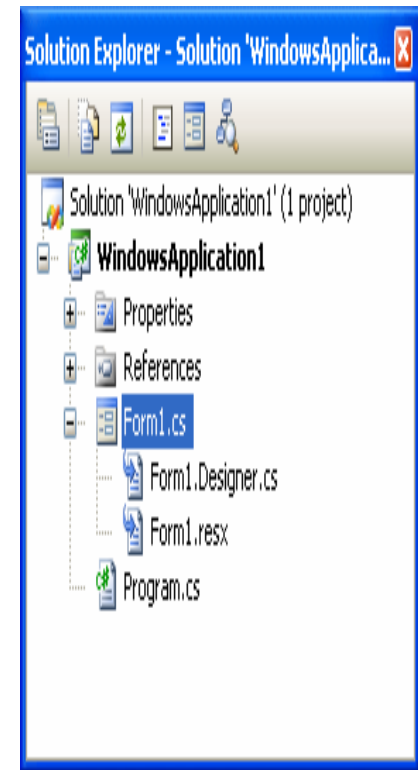 Solution Explorer - Solution 'WindowsApplica...
Solution 'WindowsApplication1' (1 project)
WindowsApplication1
Properties
References
Form1.cs
Form1.Designer.cs
Form1.resx
Program.cs